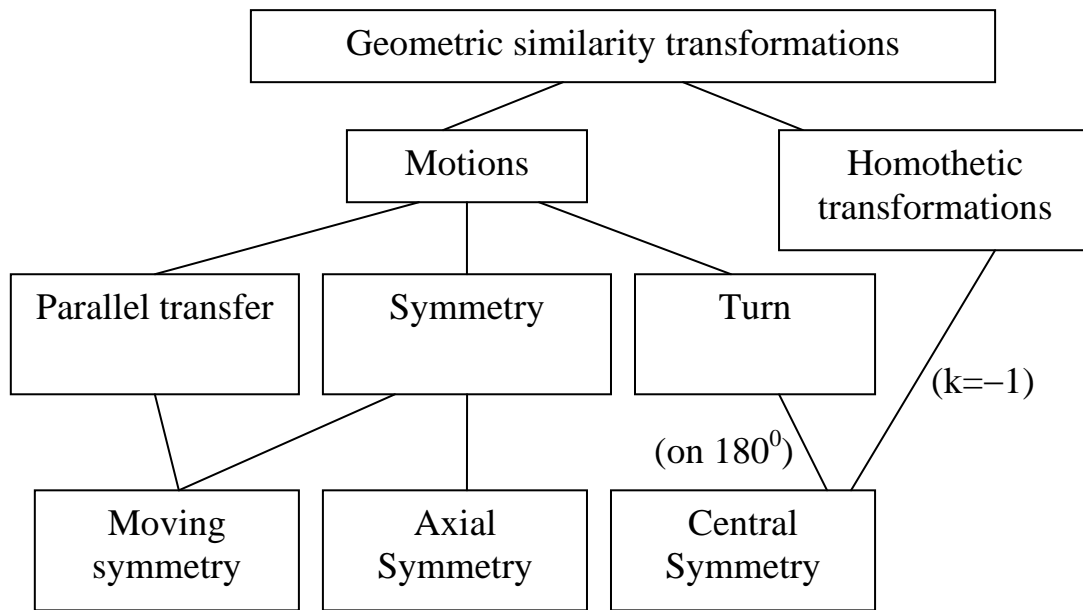 Geometric similarity transformations
Motions
Homothetic
transformations
Parallel transfer
Symmetry
Turn
(k=−1)
(on 180⁰)
Moving
symmetry
Axial
Symmetry
Central
Symmetry